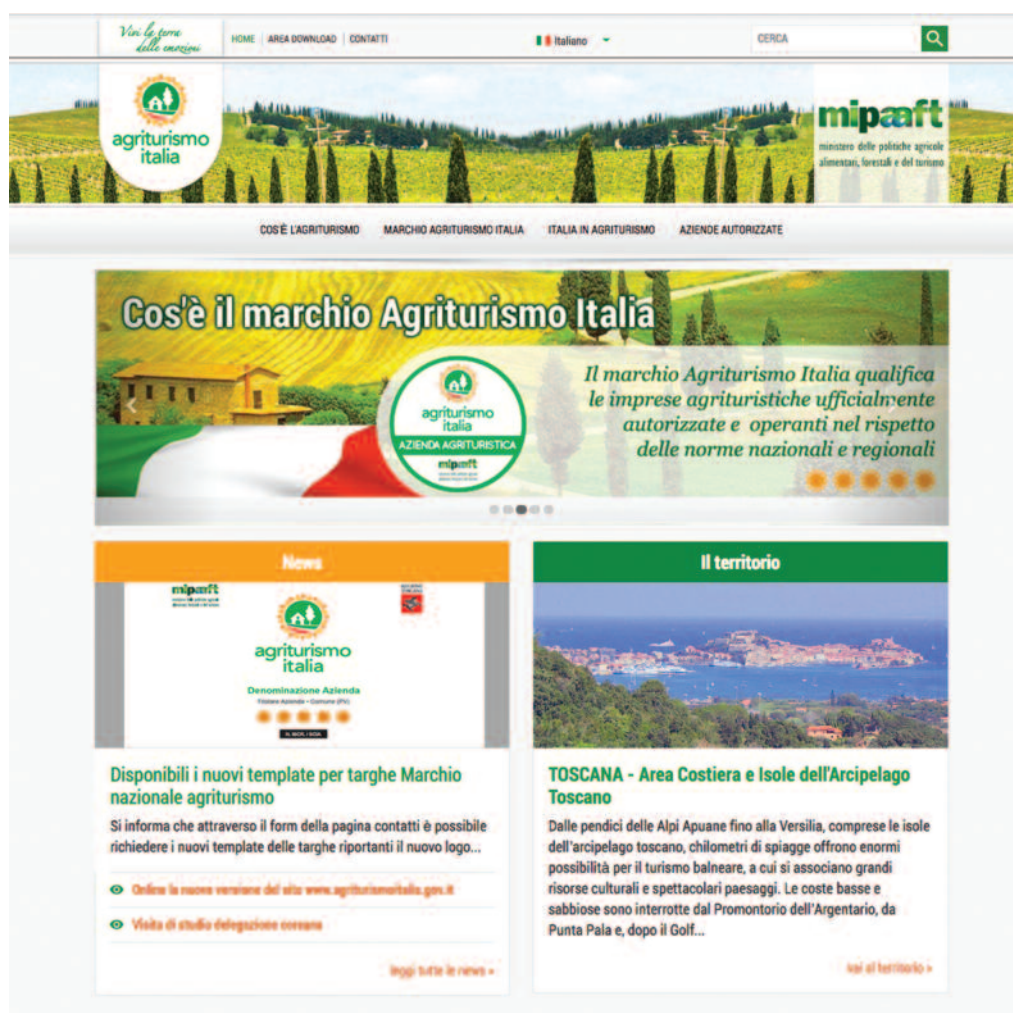 Vivi la terra
delle emozioni
HOME
AREA DOWNLOAD
CONTATTI
Italiano
CERCA
agriturismo
italia
mipaaft
ministero delle politiche agricole
alimentari, forestali e del turismo
COS'È L'AGRITURISMO
MARCHIO AGRITURISMO ITALIA
ITALIA IN AGRITURISMO
AZIENDE AUTORIZZATE
Cos'è il marchio Agriturismo Italia
agriturismo
italia
AZIENDA AGRITURISTICA
mipaaft
Il marchio Agriturismo Italia qualifica
le imprese agrituristiche ufficialmente
autorizzate e operanti nel rispetto
delle norme nazionali e regionali
News
mipaaft
agriturismo
italia
Denominazione Azienda
Titolare Azienda - Comune (PV)
Disponibili i nuovi template per targhe Marchio
nazionale agriturismo
Si informa che attraverso il form della pagina contatti è possibile
richiedere i nuovi template delle targhe riportanti il nuovo logo...
Online la nuova versione del sito www.agriturismoitalia.gov.it
Visita di studio delegazione coreana
leggi tutte le news »
Il territorio
TOSCANA - Area Costiera e Isole dell'Arcipelago
Toscano
Dalle pendici delle Alpi Apuane fino alla Versilia, comprese le isole
dell'arcipelago toscano, chilometri di spiagge offrono enormi
possibilità per il turismo balneare, a cui si associano grandi
risorse culturali e spettacolari paesaggi. Le coste basse e
sabbiose sono interrotte dal Promontorio dell'Argentario, da
Punta Pala e, dopo il Golf...
vai al territorio »